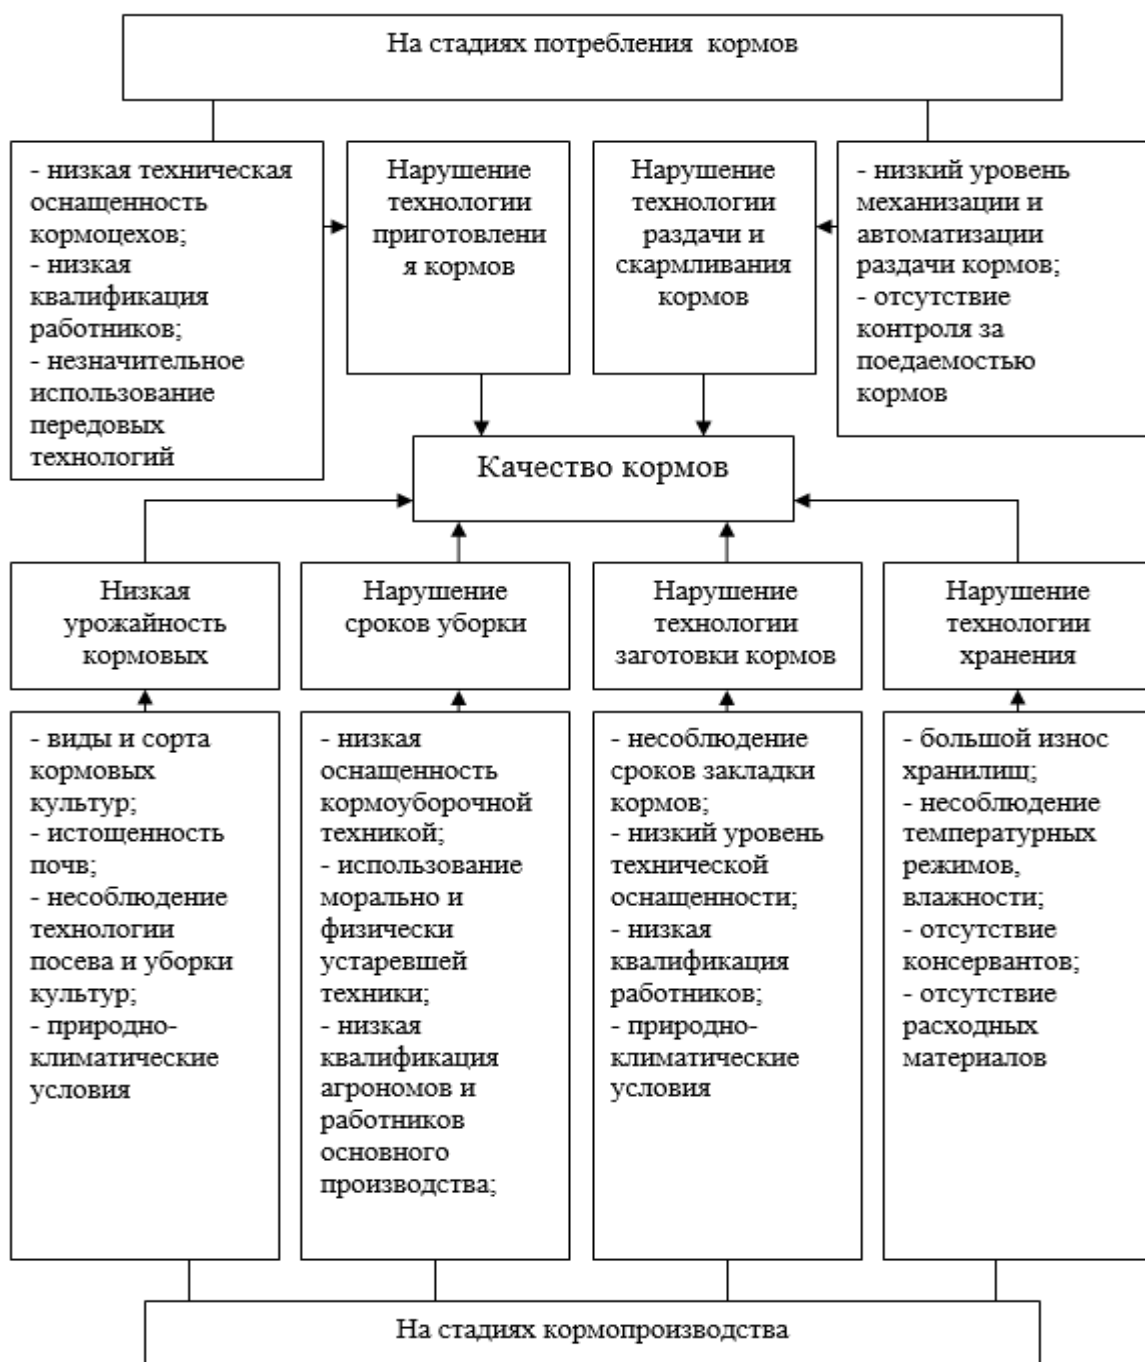 На стадиях потребления кормов
- низкая техническая
оснащенность
кормоцехов;
- низкая
квалификация
работников;
- незначительное
использование
передовых
технологий
Нарушение
технологии
приготовлени
я кормов
Нарушение
технологии
раздачи и
скармливания
кормов
- низкий уровень
механизации и
автоматизации
раздачи кормов;
- отсутствие
контроля за
поедаемостью
кормов
Качество кормов
Низкая
урожайность
кормовых
Нарушение
сроков уборки
Нарушение
технологии
заготовки кормов
Нарушение
технологии
хранения
- виды и сорта
кормовых
культур;
- истощенность
почв;
- несоблюдение
технологии
посева и уборки
культур;
- природно-
климатические
условия
- низкая
оснащенность
кормоуборочной
техникой;
- использование
морально и
физически
устаревшей
техники;
- низкая
квалификация
агрономов и
работников
основного
производства;
- несоблюдение
сроков закладки
кормов;
- низкий уровень
технической
оснащенности;
- низкая
квалификация
работников;
- природно-
климатические
условия
- большой износ
хранилищ;
- несоблюдение
температурных
режимов,
влажности;
- отсутствие
консервантов;
- отсутствие
расходных
материалов
На стадиях кормопроизводства